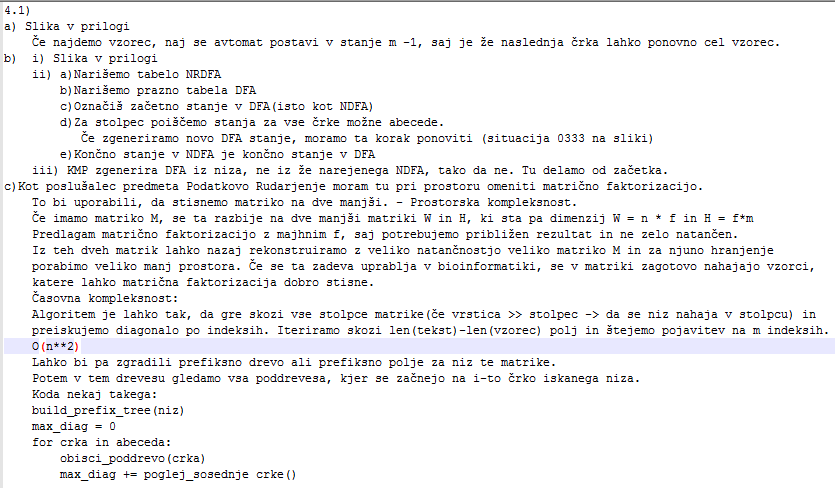 4.1)
a) Slika v prilogi
Če najdemo vzorec, naj se avtomat postavi v stanje m -1, saj je že naslednja črka lahko ponovno cel vzorec.
b) i) Slika v prilogi
ii) a)Narišemo tabelo NRDFA
b)Narišemo prazno tabela DFA
c)Označiš začetno stanje v DFA(isto kot NDFA)
d)Za stolpec poiščemo stanja za vse črke možne abecede.
Če zgeneriramo novo DFA stanje, moramo ta korak ponoviti (situacija 0333 na sliki)
e)Končno stanje v NDFA je končno stanje v DFA
iii) KMP zgenerira DFA iz niza, ne iz že narejenega NDFA, tako da ne. Tu delamo od začetka.
c)Kot poslušalec predmeta Podatkovo Rudarjenje moram tu pri prostoru omeniti matrično faktorizacijo.
To bi uporabili, da stisnemo matriko na dve manjši. - Prostorska kompleksnost.
Če imamo matriko M, se ta razbije na dve manjši matriki W in H, ki sta pa dimenzij W = n * f in H = f*m
Predlagam matrično faktorizacijo z majhnim f, saj potrebujemo približen rezultat in ne zelo natančen.
Iz teh dveh matrik lahko nazaj rekonstruiramo z veliko natančnostjo veliko matriko M in za njuno hranjenje
porabimo veliko manj prostora. Če se ta zadeva uprablja v bioinformatiki, se v matriki zagotovo nahajajo vzorci,
katere lahko matrična faktorizacija dobro stisne.
Časovna kompleksnost:
Algoritem je lahko tak, da gre skozi vse stolpce matrike(če vrstica >> stolpec -> da se niz nahaja v stolpcu) in
preiskujemo diagonalo po indeksih. Iteriramo skozi len(tekst)-len(vzorec) polj in štejemo pojavitev na m indeksih.
O(n**2)
Lahko bi pa zgradili prefiksno drevo ali prefiksno polje za niz te matrike.
Potem v tem drevesu gledamo vsa poddrevesa, kjer se začnejo na i-to črko iskanega niza.
Koda nekaj takega:
build_prefix_tree(niz)
max_diag = 0
for crka in abeceda:
obisci_poddrevo(crka)
max_diag += poglej_sosednje crke()